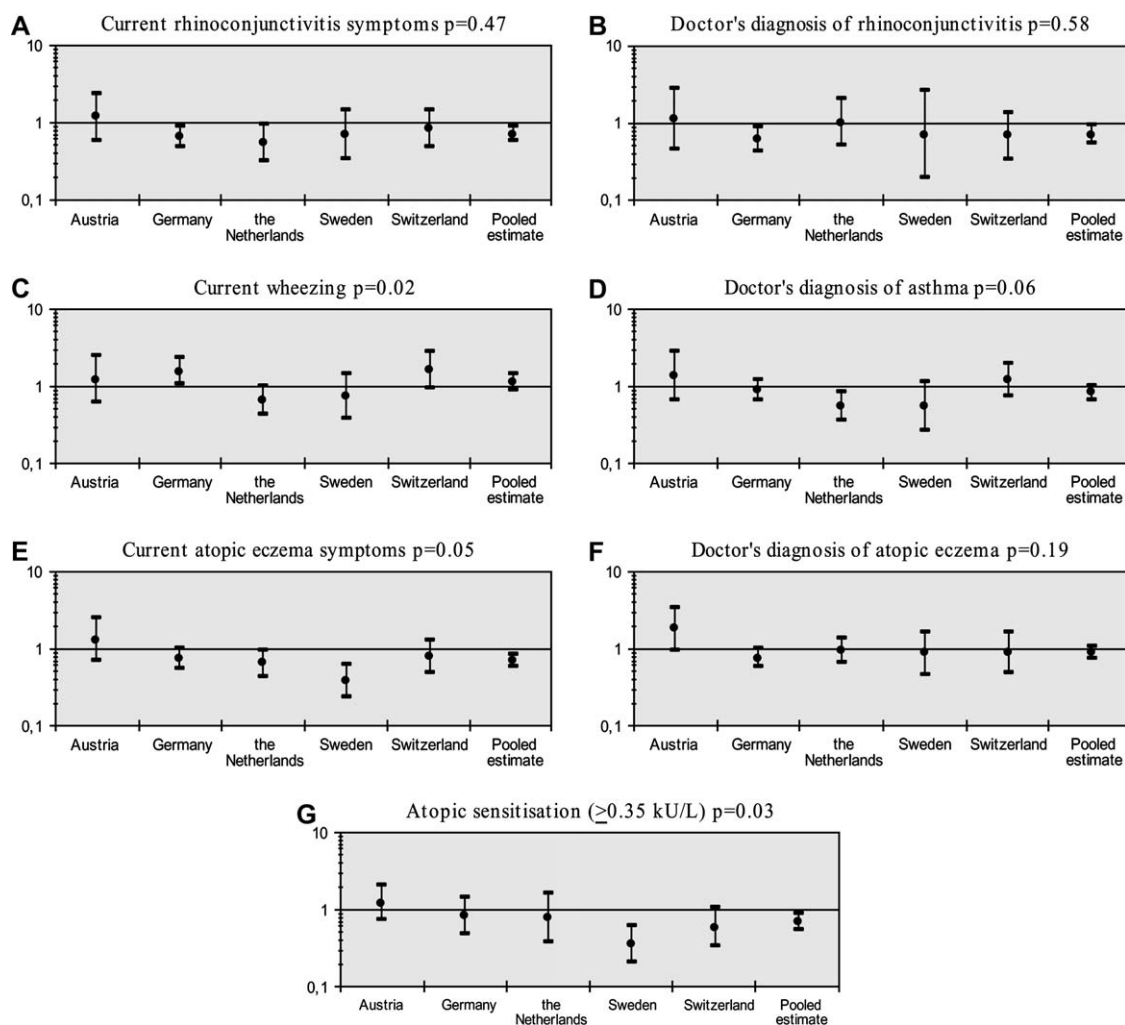 A Current rhinoconjunctivitis symptoms p=0.47
10
1
0,1
Austria Germany the Netherlands Sweden Switzerland Pooled estimate
B Doctor's diagnosis of rhinoconjunctivitis p=0.58
10
1
0,1
Austria Germany the Netherlands Sweden Switzerland Pooled estimate
C Current wheezing p=0.02
10
1
0,1
Austria Germany the Netherlands Sweden Switzerland Pooled estimate
D Doctor's diagnosis of asthma p=0.06
10
1
0,1
Austria Germany the Netherlands Sweden Switzerland Pooled estimate
E Current atopic eczema symptoms p=0.05
10
1
0,1
Austria Germany the Netherlands Sweden Switzerland Pooled estimate
F Doctor's diagnosis of atopic eczema p=0.19
10
1
0,1
Austria Germany the Netherlands Sweden Switzerland Pooled estimate
G Atopic sensitisation (≥0.35 kU/L) p=0.03
10
1
0,1
Austria Germany the Netherlands Sweden Switzerland Pooled estimate